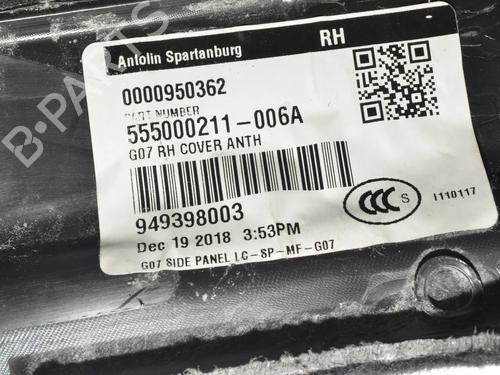 Antolin Spartanburg RH
0000950362
PART NUMBER
555000211-006A
G07 RH COVER ANTH
949398003
CCC S
1110117
Dec 19 2018 3:53PM
G07 SIDE PANEL LC-SP-MF-G07
B-PARTS